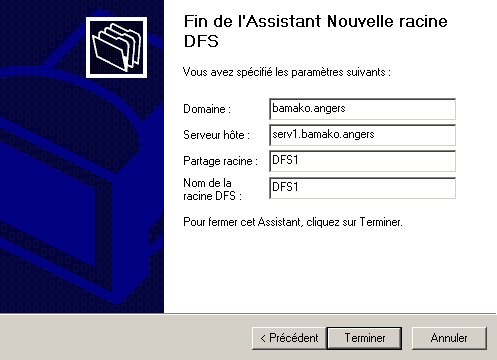 Fin de l'Assistant Nouvelle racine
DFS
Vous avez spécifié les paramètres suivants :
Domaine : bamako.angers
Serveur hôte : serv1.bamako.angers
Partage racine : DFS1
Nom de la
racine DFS : DFS1
Pour fermer cet Assistant, cliquez sur Terminer.
< Précédent Terminer Annuler